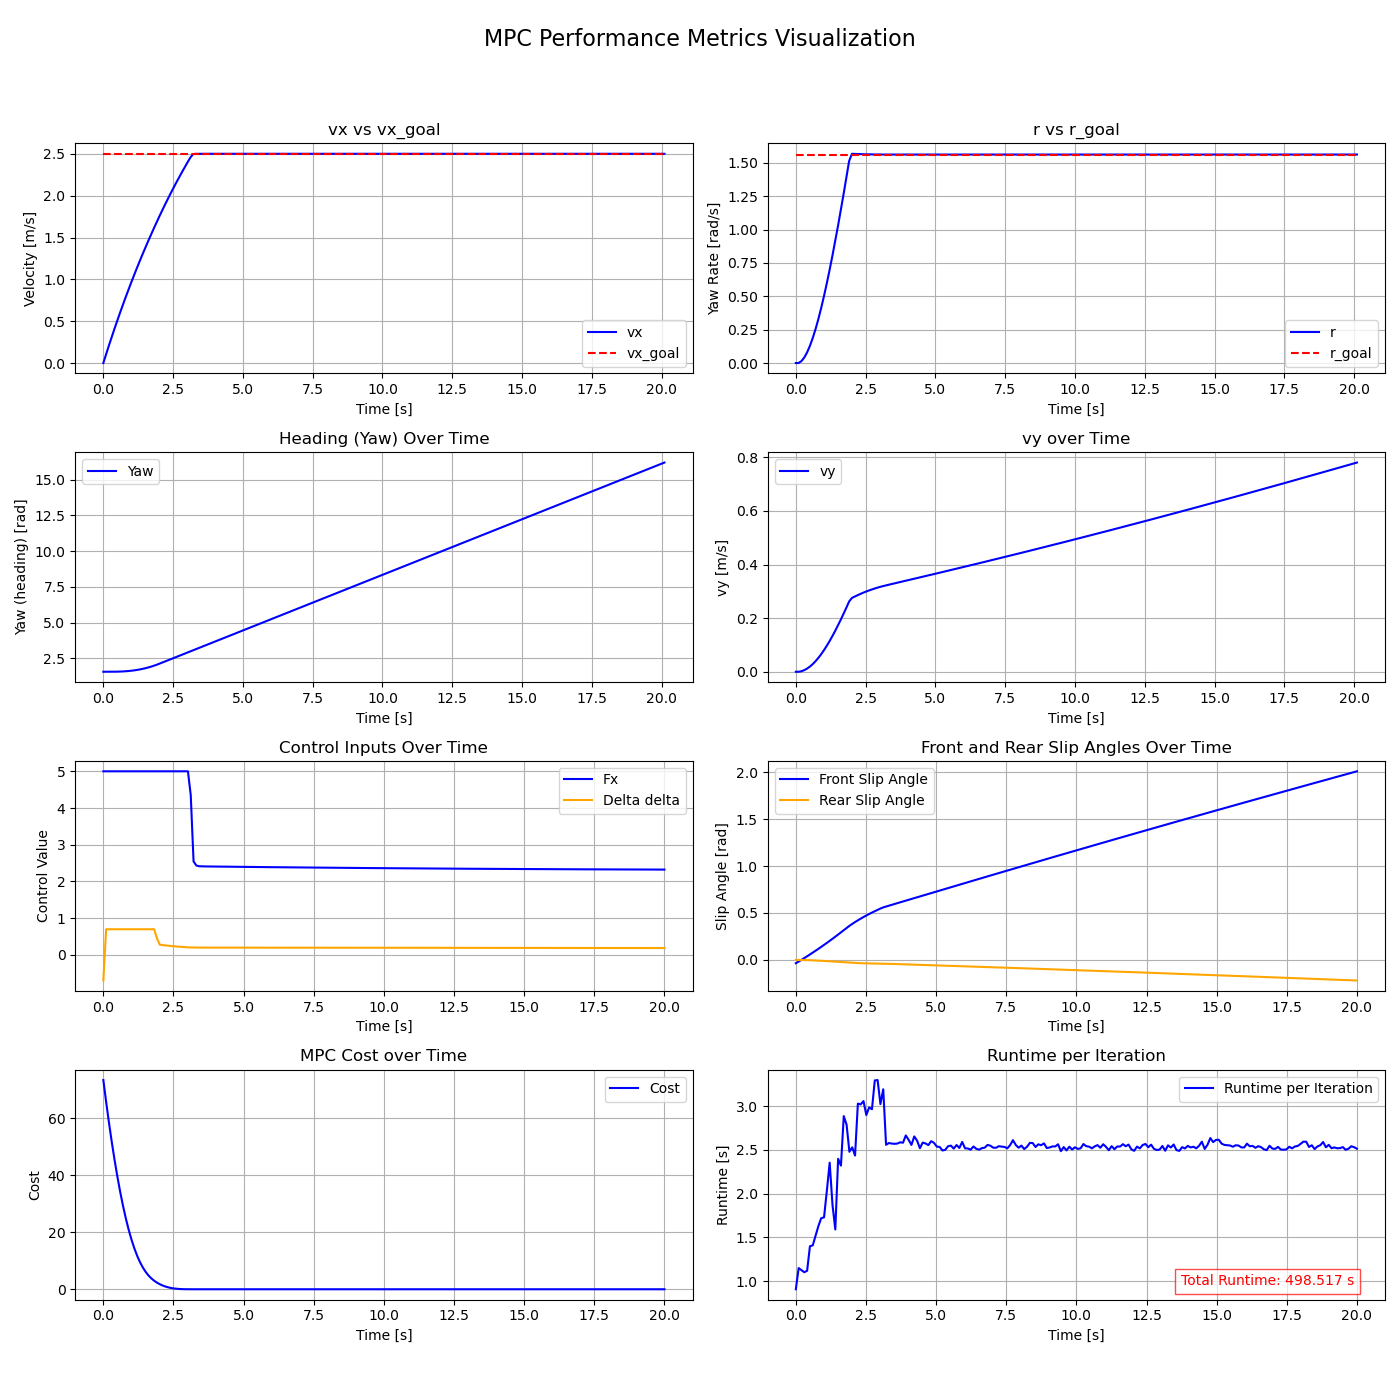 MPC Performance Metrics Visualization
vx vs vx_goal
Velocity [m/s]
2.5
2.0
1.5
1.0
0.5
0.0
vx
vx_goal
0.0 2.5 5.0 7.5 10.0 12.5 15.0 17.5 20.0
Time [s]
r vs r_goal
Yaw Rate [rad/s]
1.50
1.25
1.00
0.75
0.50
0.25
0.00
r
r_goal
0.0 2.5 5.0 7.5 10.0 12.5 15.0 17.5 20.0
Time [s]
Heading (Yaw) Over Time
Yaw (heading) [rad]
15.0
12.5
10.0
7.5
5.0
2.5
Yaw
0.0 2.5 5.0 7.5 10.0 12.5 15.0 17.5 20.0
Time [s]
vy over Time
vy [m/s]
0.8
0.6
0.4
0.2
0.0
vy
0.0 2.5 5.0 7.5 10.0 12.5 15.0 17.5 20.0
Time [s]
Control Inputs Over Time
Control Value
5
4
3
2
1
0
Fx
Delta delta
0.0 2.5 5.0 7.5 10.0 12.5 15.0 17.5 20.0
Time [s]
Front and Rear Slip Angles Over Time
Slip Angle [rad]
2.0
1.5
1.0
0.5
0.0
Front Slip Angle
Rear Slip Angle
0.0 2.5 5.0 7.5 10.0 12.5 15.0 17.5 20.0
Time [s]
MPC Cost over Time
Cost
60
40
20
0
Cost
0.0 2.5 5.0 7.5 10.0 12.5 15.0 17.5 20.0
Time [s]
Runtime per Iteration
Runtime [s]
3.0
2.5
2.0
1.5
1.0
Runtime per Iteration
Total Runtime: 498.517 s
0.0 2.5 5.0 7.5 10.0 12.5 15.0 17.5 20.0
Time [s]